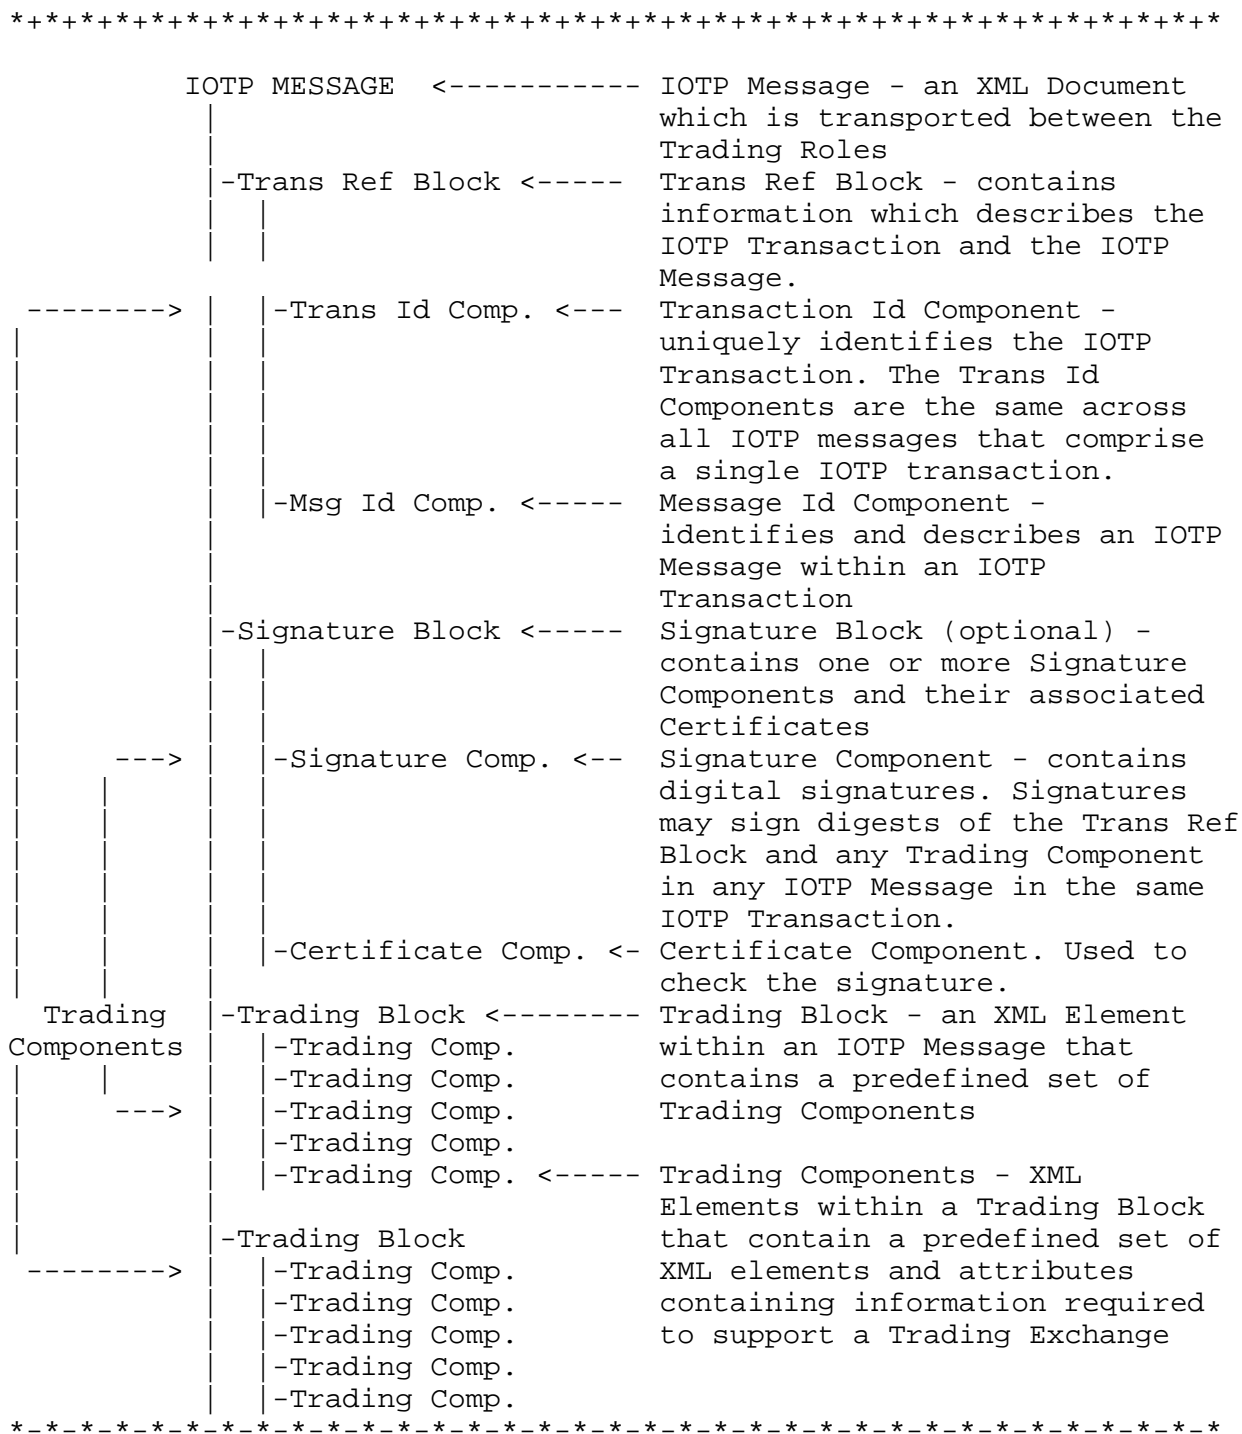 *+*+*+*+*+*+*+*+*+*+*+*+*+*+*+*+*+*+*+*+*+*+*+*+*+*+*+*+*+*+*+*+*+*+*
IOTP MESSAGE  <----------- IOTP Message - an XML Document
|                         which is transported between the
|                         Trading Roles
|-Trans Ref Block <-----  Trans Ref Block - contains
|  |                      information which describes the
|  |                      IOTP Transaction and the IOTP
Message.
--------> |  |-Trans Id Comp. <---  Transaction Id Component -
|          |  |                      uniquely identifies the IOTP
|          |  |                      Transaction. The Trans Id
|          |  |                      Components are the same across
|          |  |                      all IOTP messages that comprise
|          |  |                      a single IOTP transaction.
|          |  |-Msg Id Comp. <-----  Message Id Component -
|          |                         identifies and describes an IOTP
|          |                         Message within an IOTP
|          |                         Transaction
|          |-Signature Block <-----  Signature Block (optional) -
|          |  |                      contains one or more Signature
|          |  |                      Components and their associated
|          |  |                      Certificates
|     ---> |  |-Signature Comp. <--  Signature Component - contains
|    |     |  |                      digital signatures. Signatures
|    |     |  |                      may sign digests of the Trans Ref
|    |     |  |                      Block and any Trading Component
|    |     |  |                      in any IOTP Message in the same
|    |     |  |                      IOTP Transaction.
|    |     |  |-Certificate Comp. <- Certificate Component. Used to
|    |     |                         check the signature.
Trading  |-Trading Block <-------- Trading Block - an XML Element
Components |  |-Trading Comp.        within an IOTP Message that
|    |     |  |-Trading Comp.        contains a predefined set of
|     ---> |  |-Trading Comp.        Trading Components
|          |  |-Trading Comp.
|          |  |-Trading Comp. <----- Trading Components - XML
|          |                         Elements within a Trading Block
|          |-Trading Block           that contain a predefined set of
--------> |  |-Trading Comp.        XML elements and attributes
|  |-Trading Comp.        containing information required
|  |-Trading Comp.        to support a Trading Exchange
|  |-Trading Comp.
|  |-Trading Comp.
*-*-*-*-*-*-*-*-*-*-*-*-*-*-*-*-*-*-*-*-*-*-*-*-*-*-*-*-*-*-*-*-*-*-*